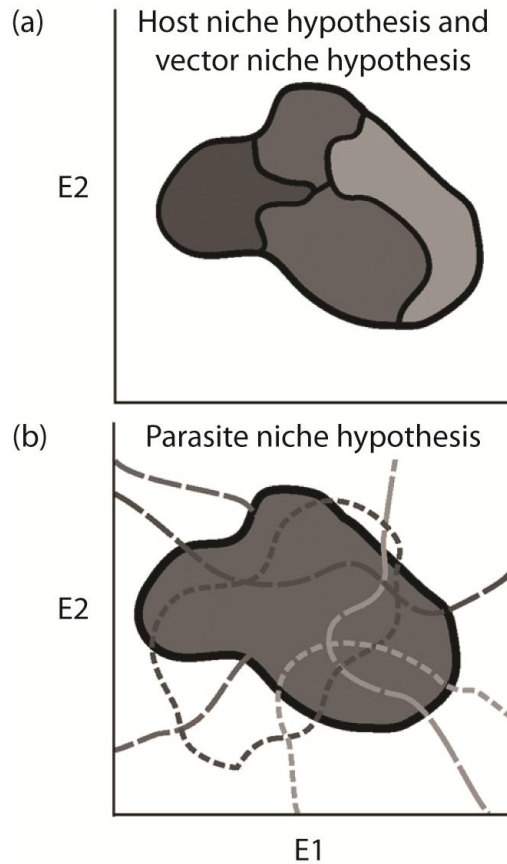 (a)
Host niche hypothesis and
vector niche hypothesis
E2
(b)
Parasite niche hypothesis
E2
E1